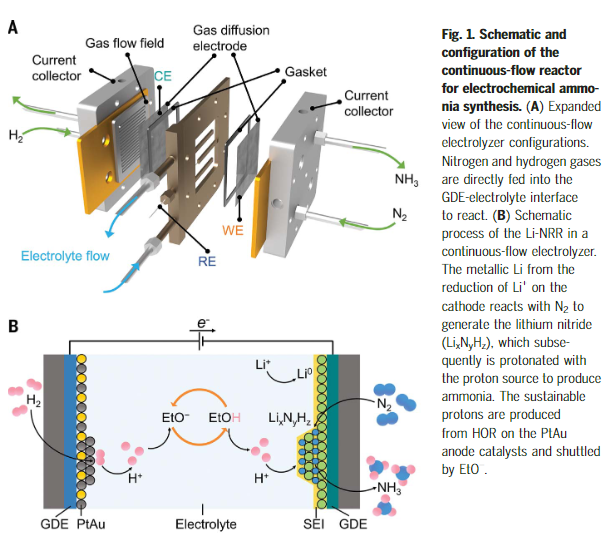 A
Gas flow field
Gas diffusion
electrode
Current
collector
CE
Gasket
Current
collector
H2
NH3
N2
WE
RE
Electrolyte flow
B
e-
Li+
Li0
H2
EtO-
EtOH
LixNyHz
N2
H+
H+
NH3
GDE
PtAu
Electrolyte
SEI
GDE
Fig. 1. Schematic and
configuration of the
continuous-flow reactor
for electrochemical ammo-
nia synthesis. (A) Expanded
view of the continuous-flow
electrolyzer configurations.
Nitrogen and hydrogen gases
are directly fed into the
GDE-electrolyte interface
to react. (B) Schematic
process of the Li-NRR in a
continuous-flow electrolyzer.
The metallic Li from the
reduction of Li' on the
cathode reacts with N2 to
generate the lithium nitride
(LixNyHz), which subse-
quently is protonated with
the proton source to produce
ammonia. The sustainable
protons are produced
from HOR on the PtAu
anode catalysts and shuttled
by EtO .